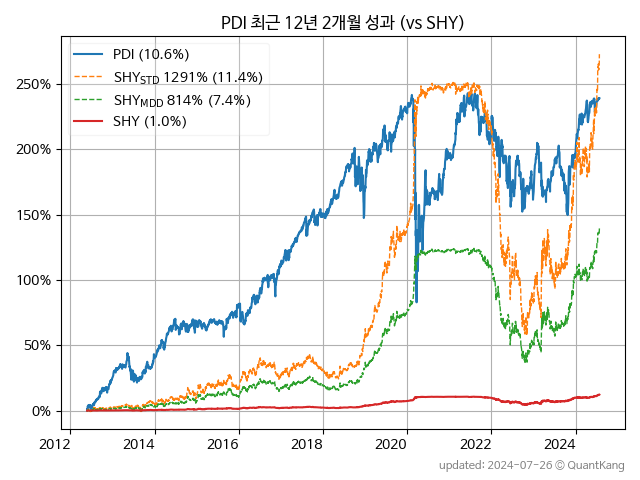 PDI 최근 12년 2개월 성과 (vs SHY)
PDI (10.6%)
SHY_STD 1291% (11.4%)
SHY_MDD 814% (7.4%)
SHY (1.0%)
250%
200%
150%
100%
50%
0%
2012 2014 2016 2018 2020 2022 2024
updated: 2024-07-26 © QuantKang